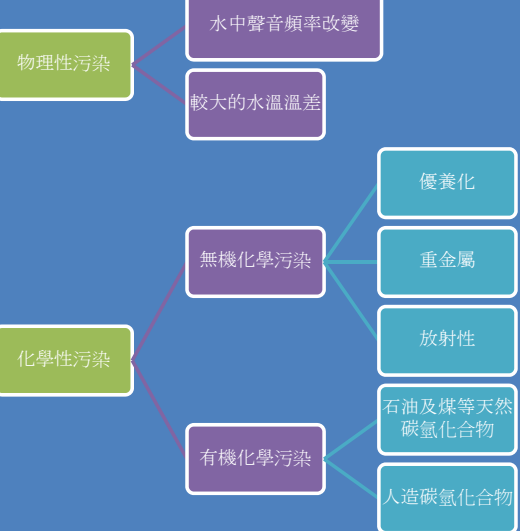 水中聲音頻率改變
物理性污染
較大的水溫溫差
優養化
無機化學污染
重金屬
放射性
化學性污染
石油及煤等天然
碳氫化合物
有機化學污染
人造碳氫化合物